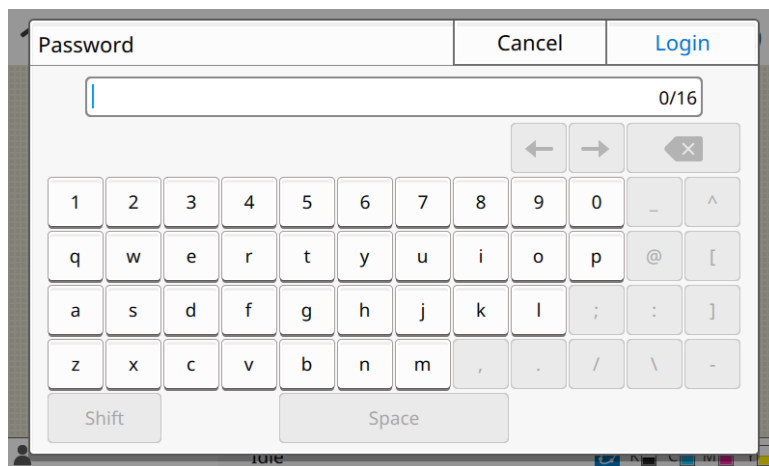 Password Cancel Login
0/16
1 2 3 4 5 6 7 8 9 0 _ ^
q w e r t y u i o p @ [
a s d f g h j k l ; : ]
z x c v b n m , . / \ -
Shift Space
Idle K C M Y